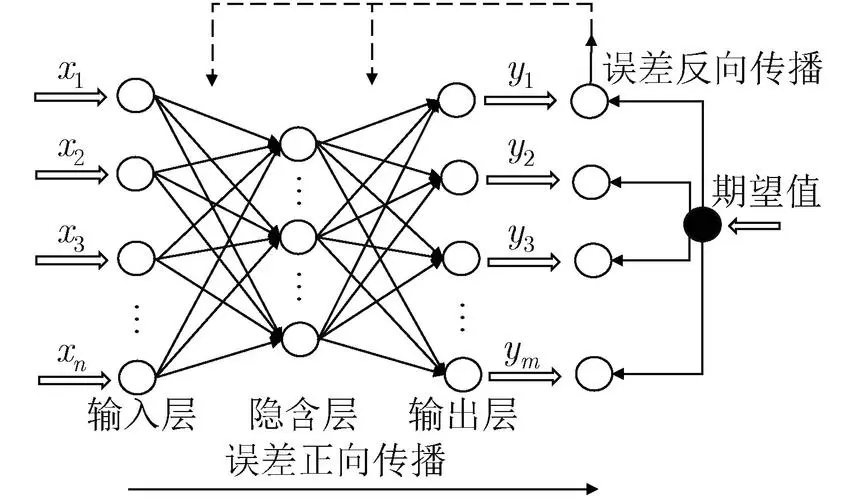 x1 y1 误差反向传播
x2 y2
期望值
x3 y3
xn ym
输入层 隐含层 输出层
误差正向传播